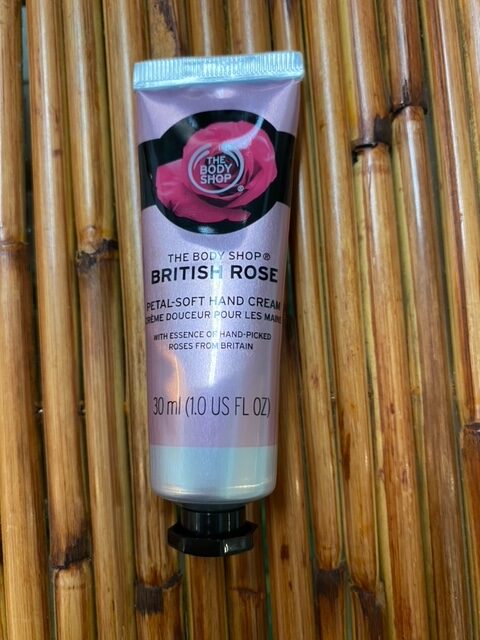 THE
BODY
SHOP
®
THE BODY SHOP®
BRITISH ROSE
PETAL-SOFT HAND CREAM
CRÈME DOUCEUR POUR LES MAINS
WITH ESSENCE OF HAND-PICKED
ROSES FROM BRITAIN
30 ml (1.0 US FL OZ)